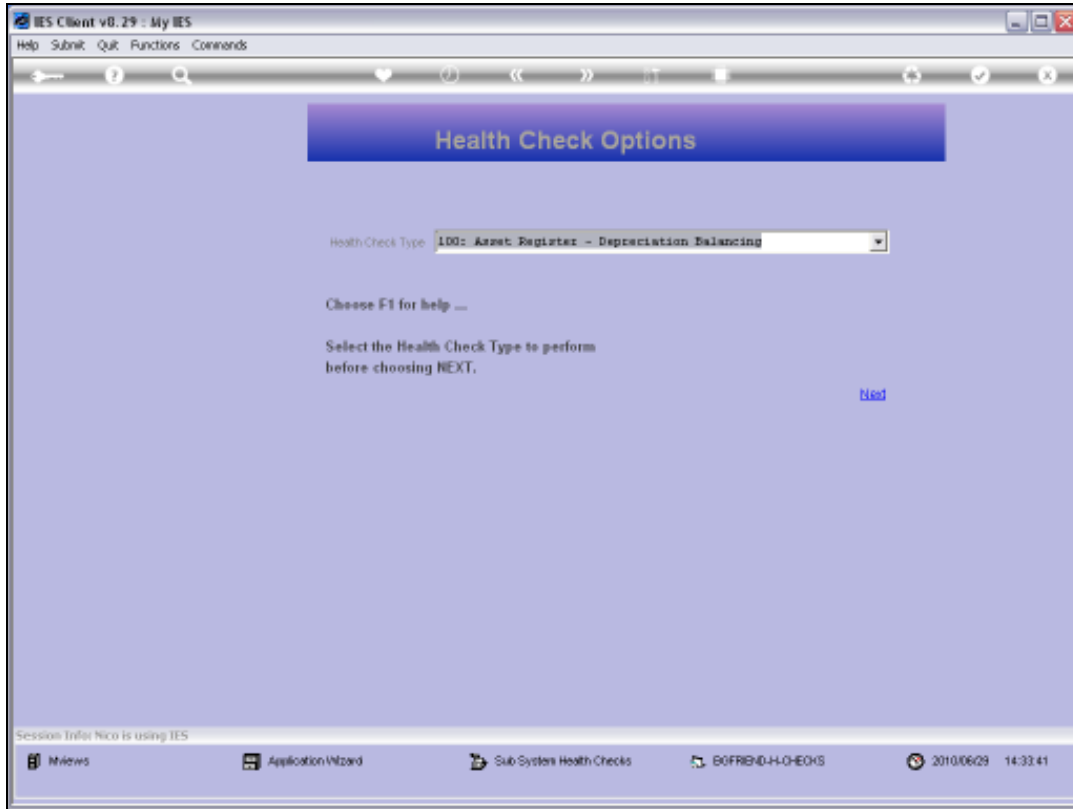 IES Client v8.29 : My IES
Help Submit Quit Functions Commands
Health Check Options
Health Check Type 100: Asset Register - Depreciation Balancing
Choose F1 for help ...
Select the Health Check Type to perform
before choosing NEXT.
Next
Session Info: Nico is using IES
Mviews Application Wizard Sub System Health Checks BGFRIEND-H-CHECKS 2010/06/29 14:33:41